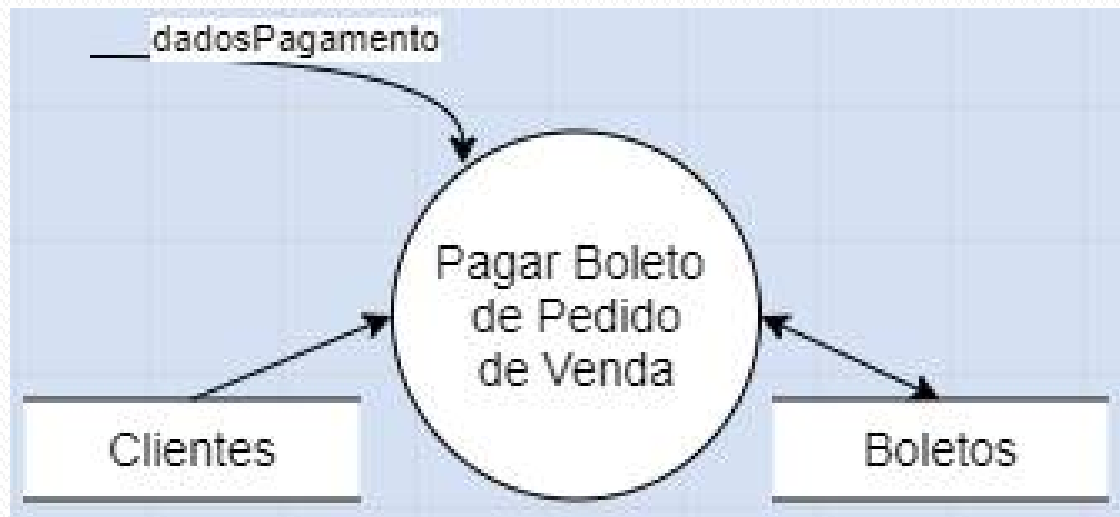 dadosPagamento
Pagar Boleto
de Pedido
de Venda
Clientes
Boletos